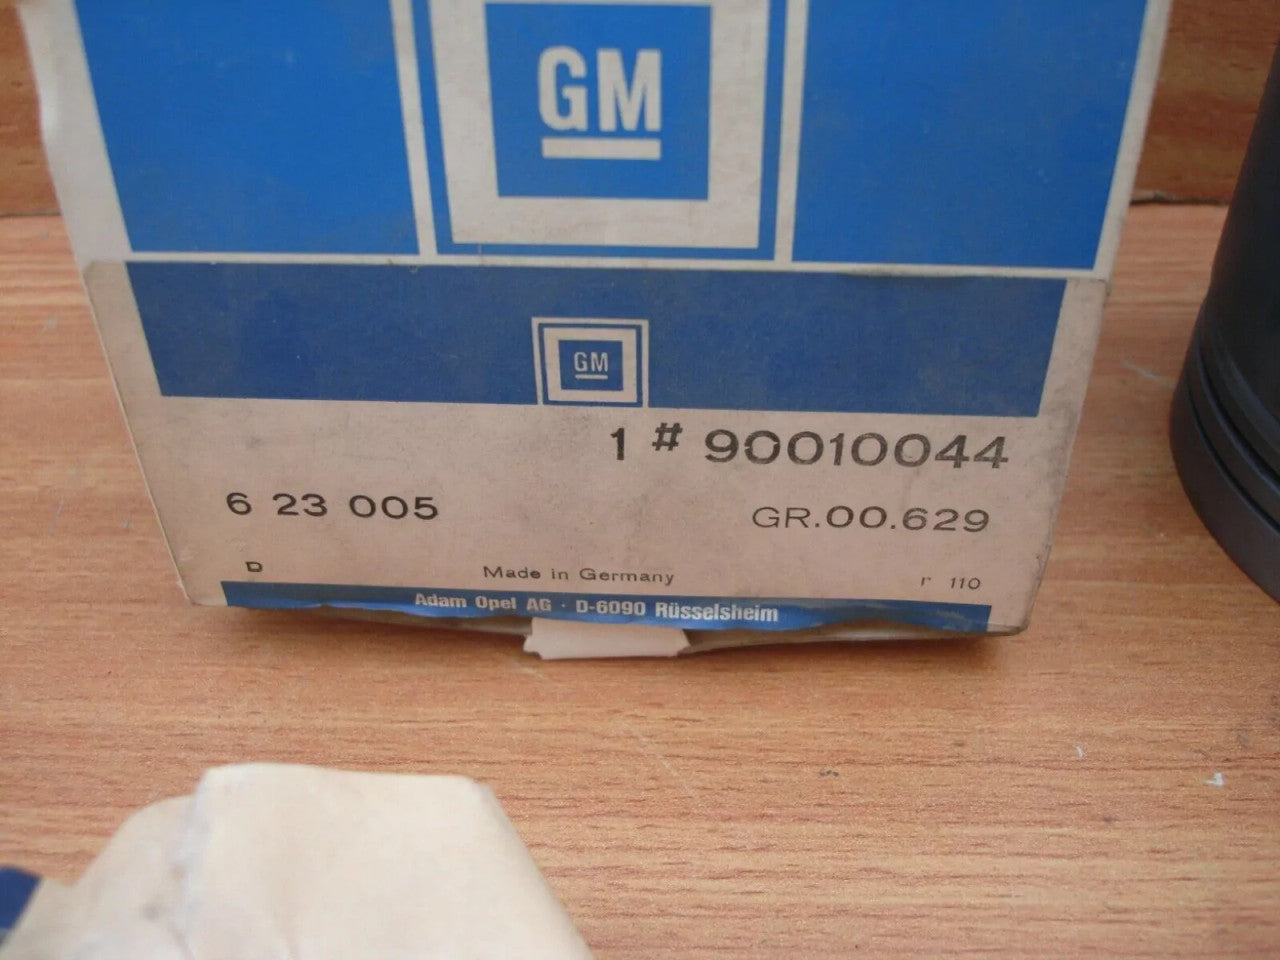 GM
GM
1 # 90010044
6 23 005
GR.00.629
D
Made in Germany
r 110
Adam Opel AG · D-6090 Rüsselsheim